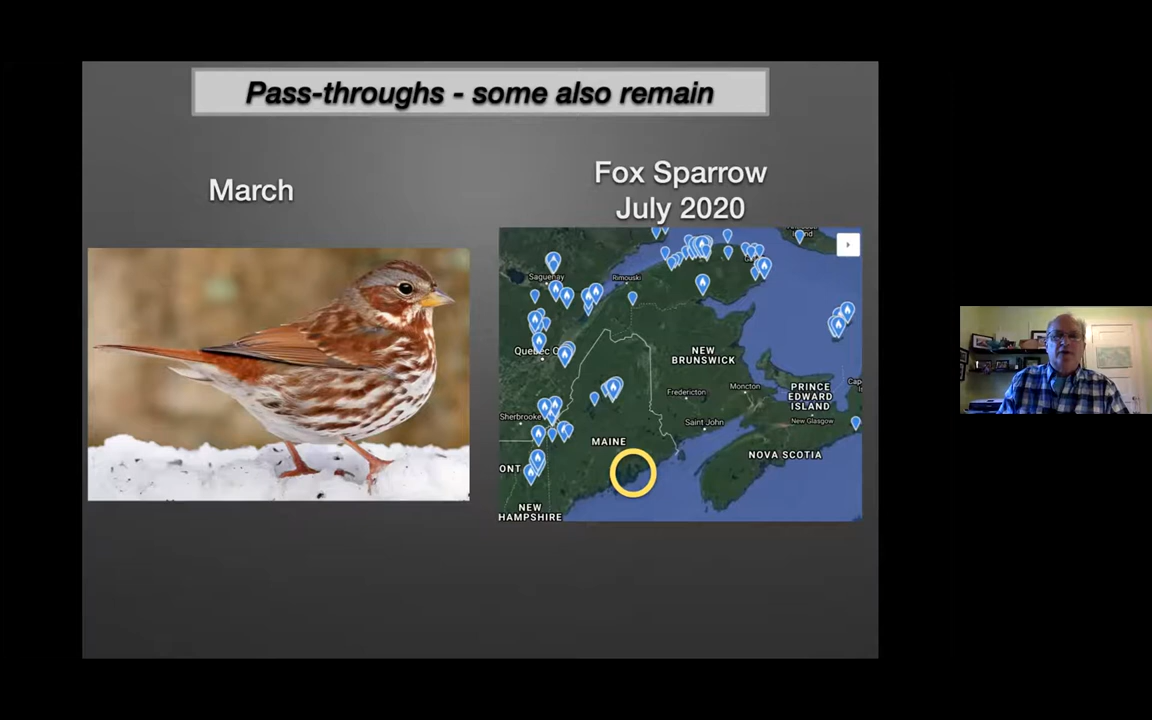 Pass-throughs - some also remain
March
Fox Sparrow
July 2020
Saguenay
Rimouski
NEW
BRUNSWICK
Moncton
Fredericton
PRINCE
EDWARD
ISLAND
New Glasgow
Sherbrooke
Saint John
MAINE
NOVA SCOTIA
ONT
NEW
HAMPSHIRE